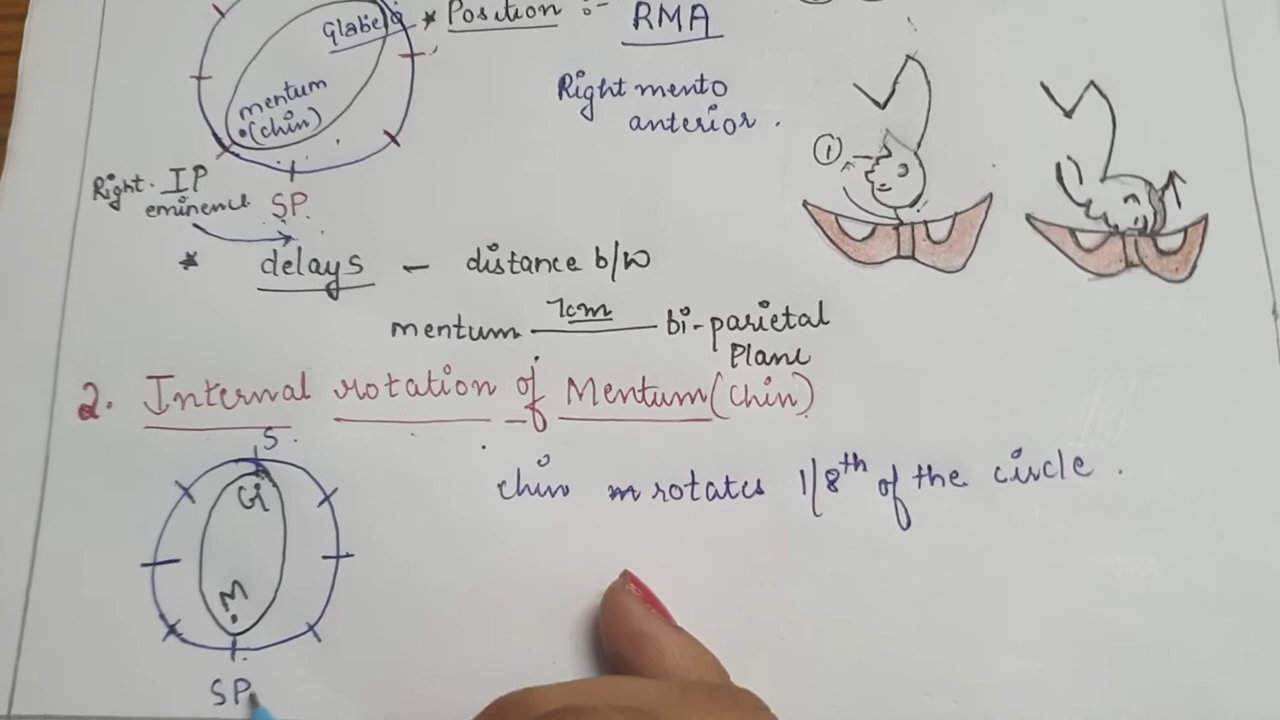 Glabella
* Position :- RMA
mentum
(chin)
Right mento
anterior.
①
Right. IP
eminence
SP.
* delays - distance b/w
mentum 7cm bi-parietal
Plane
2. Internal rotation of Mentum (Chin)
S.
G
chin m rotates 1/8th of the circle.
m.
SP